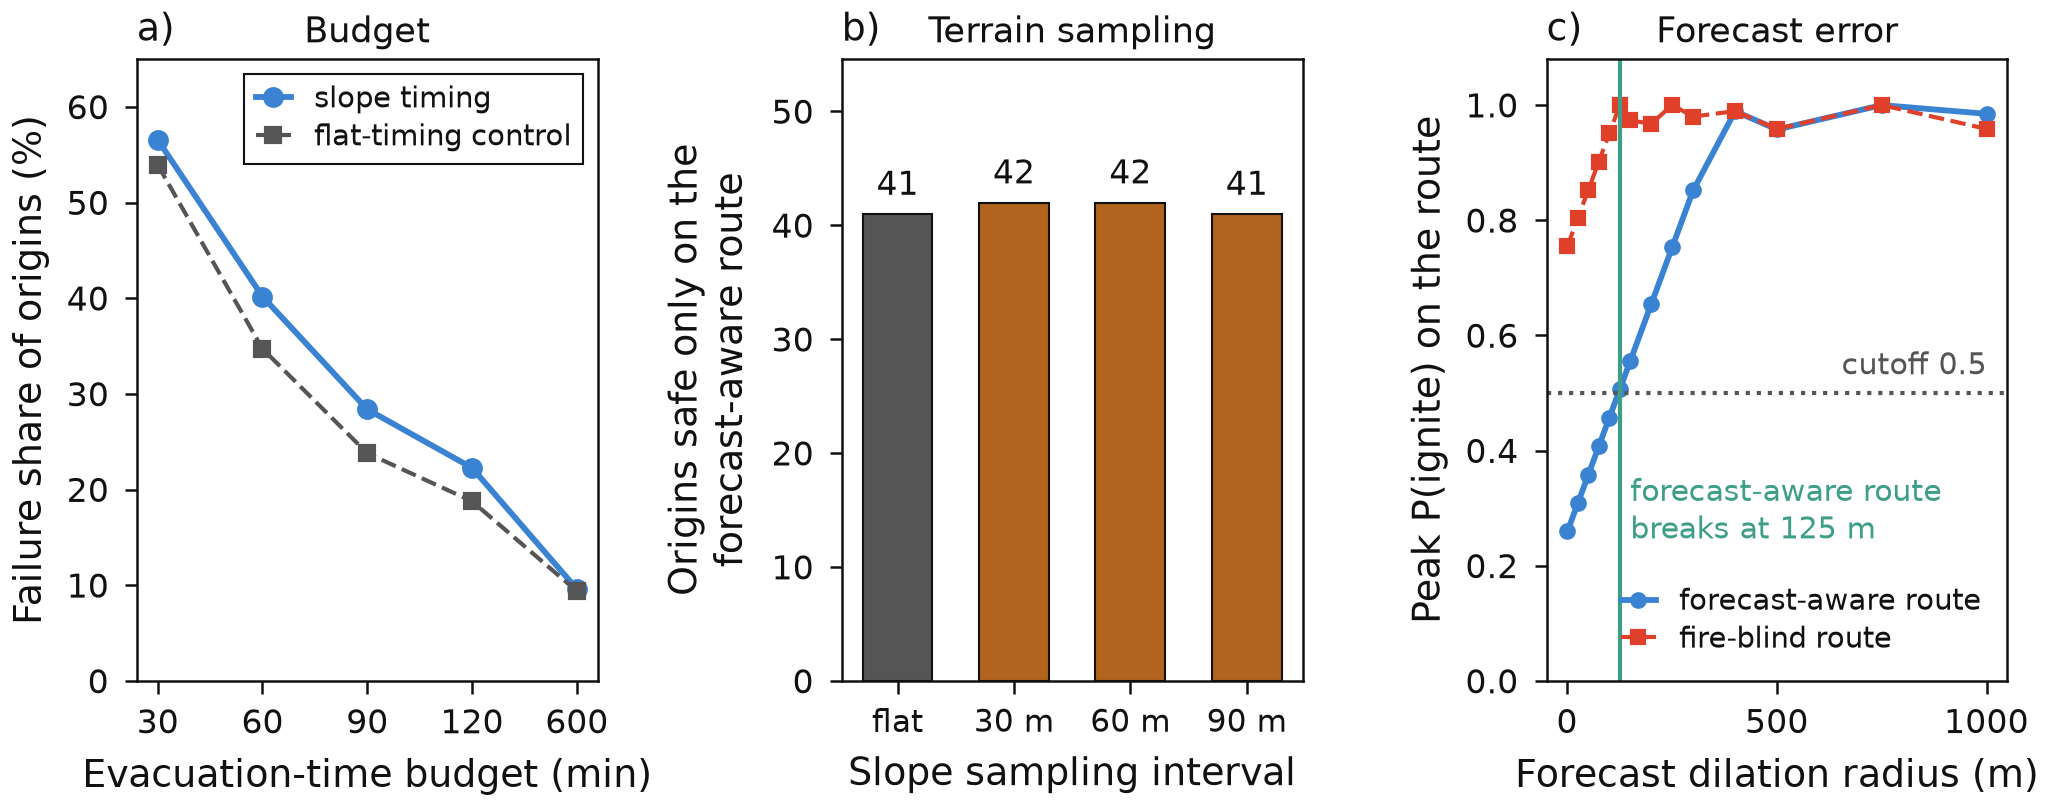 a)
Budget
slope timing
flat-timing control
Failure share of origins (%)
60
50
40
30
20
10
0
30 60 90 120 600
Evacuation-time budget (min)
b)
Terrain sampling
Origins safe only on the
forecast-aware route
50
40
30
20
10
0
41 42 42 41
flat 30 m 60 m 90 m
Slope sampling interval
c)
Forecast error
Peak P(ignite) on the route
1.0
0.8
0.6
0.4
0.2
0.0
cutoff 0.5
forecast-aware route
breaks at 125 m
forecast-aware route
fire-blind route
0 500 1000
Forecast dilation radius (m)